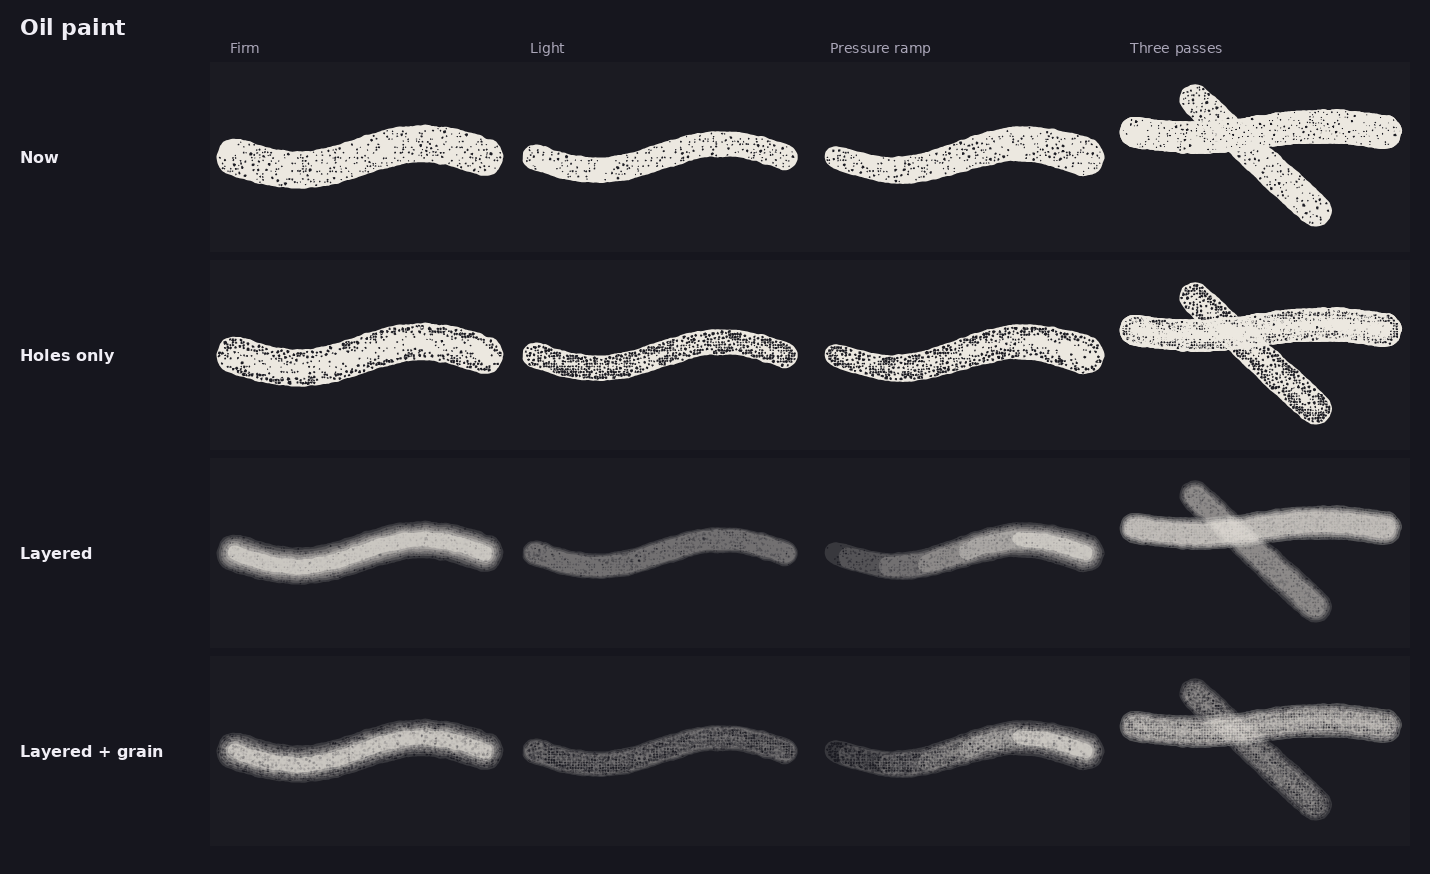 Oil paint
Firm Light Pressure ramp Three passes
Now
Holes only
Layered
Layered + grain